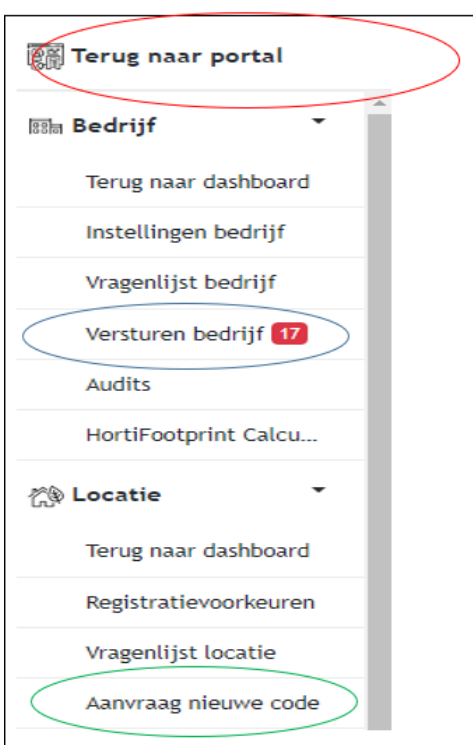 Terug naar portal
Bedrijf
Terug naar dashboard
Instellingen bedrijf
Vragenlijst bedrijf
Versturen bedrijf 17
Audits
HortiFootprint Calcu...
Locatie
Terug naar dashboard
Registratievoorkeuren
Vragenlijst locatie
Aanvraag nieuwe code